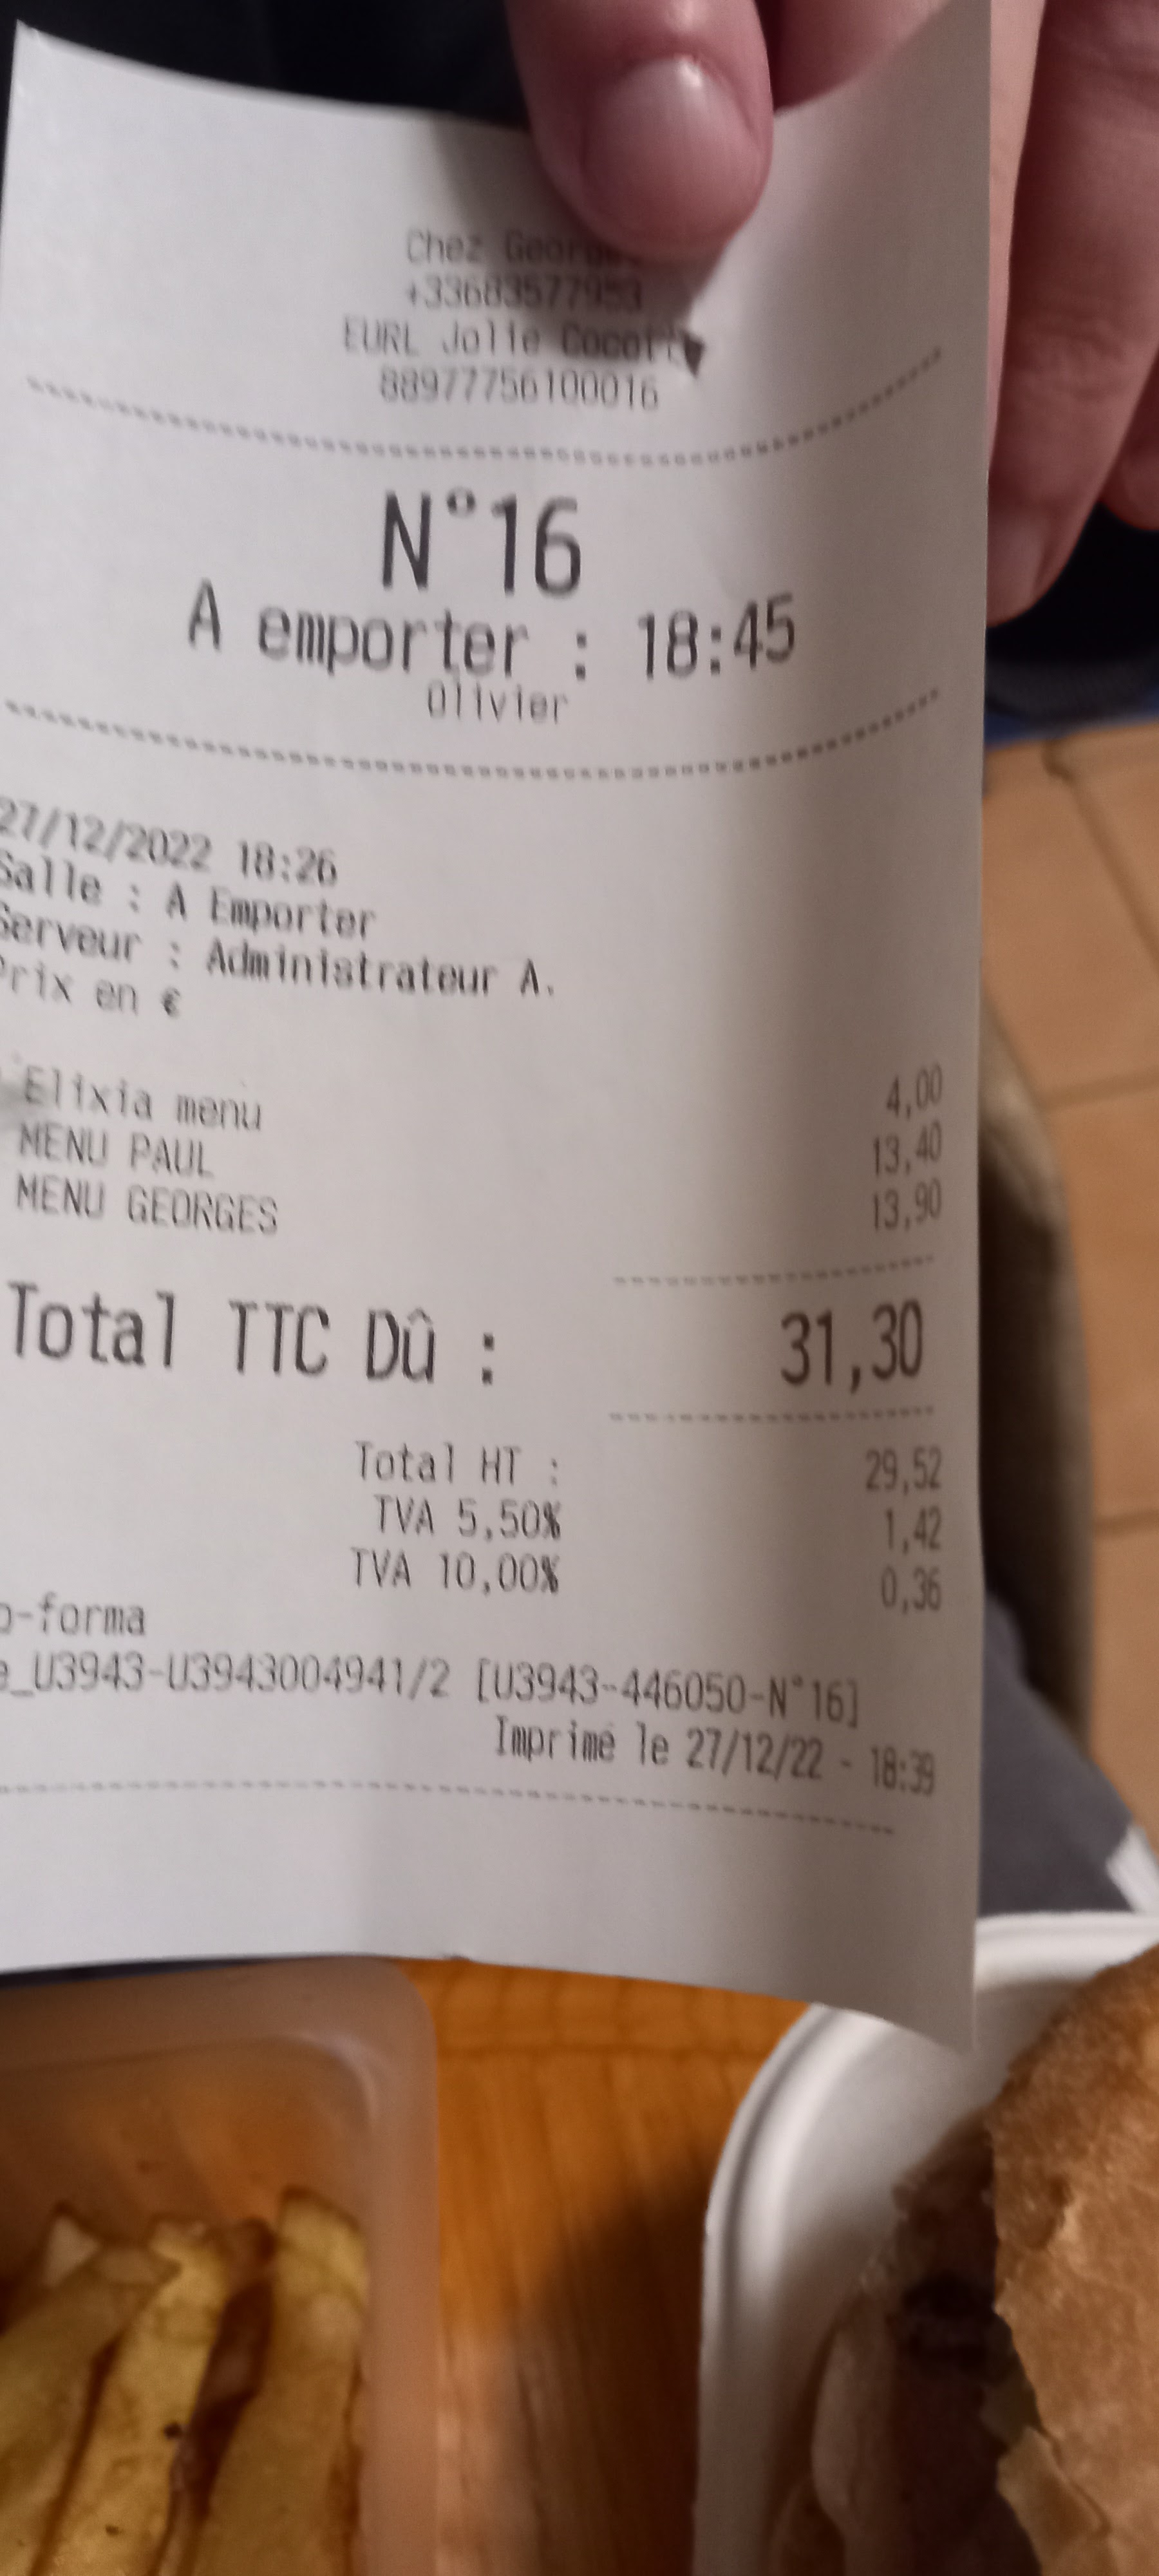 Chez
+33683577953
EURL Jolie
88977756100016
N°16
A emporter : 18:45
Olivier
27/12/2022 18:26
Salle : A Emporter
Serveur : Administrateur A.
Prix en €
Elixia menu 4,00
MENU PAUL 13,40
MENU GEORGES 13,90
Total TTC Dû : 31,30
Total HT : 29,52
TVA 5,50% 1,42
TVA 10,00% 0,36
o-forma
e_U3943-U3943004941/2 [U3943-446050-N°16]
Imprimé le 27/12/22 - 18:39